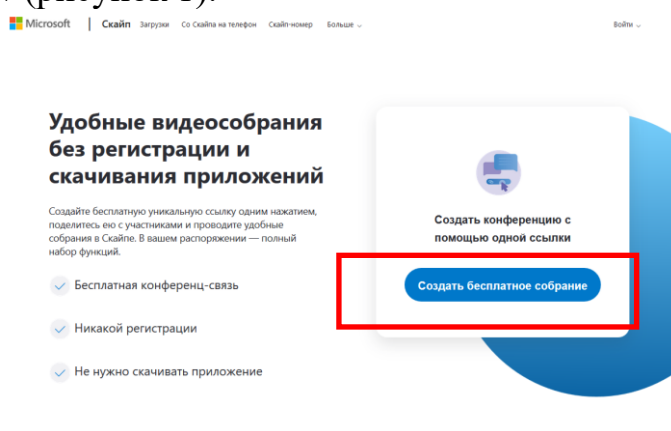 (рисунок 1).
Microsoft | Скайп Загрузки Со Скайпа на телефон Скайп-номер Больше Войти
Удобные видеособрания
без регистрации и
скачивания приложений
Создайте бесплатную уникальную ссылку одним нажатием,
поделитесь ею с участниками и проводите удобные
собрания в Скайпе. В вашем распоряжении — полный
набор функций.
Бесплатная конференц-связь
Никакой регистрации
Не нужно скачивать приложение
Создать конференцию с
помощью одной ссылки
Создать бесплатное собрание